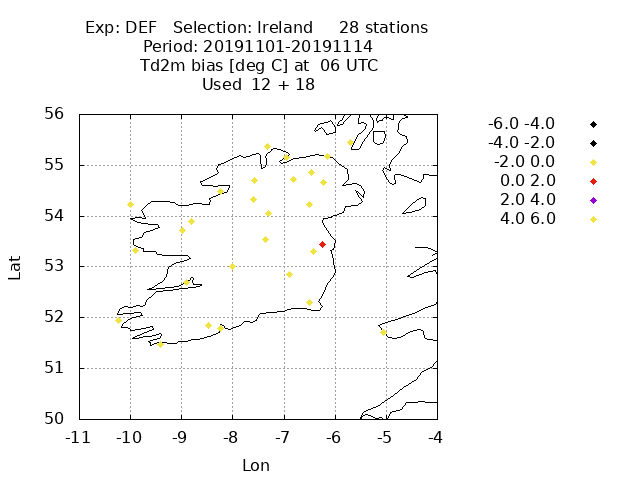 Exp: DEF   Selection: Ireland     28 stations
Period: 20191101-20191114
Td2m bias [deg C] at  06 UTC
Used  12 + 18
-6.0 -4.0
-4.0 -2.0
-2.0 0.0
0.0 2.0
2.0 4.0
4.0 6.0
56
55
54
53
52
51
50
Lat
-11 -10 -9 -8 -7 -6 -5 -4
Lon